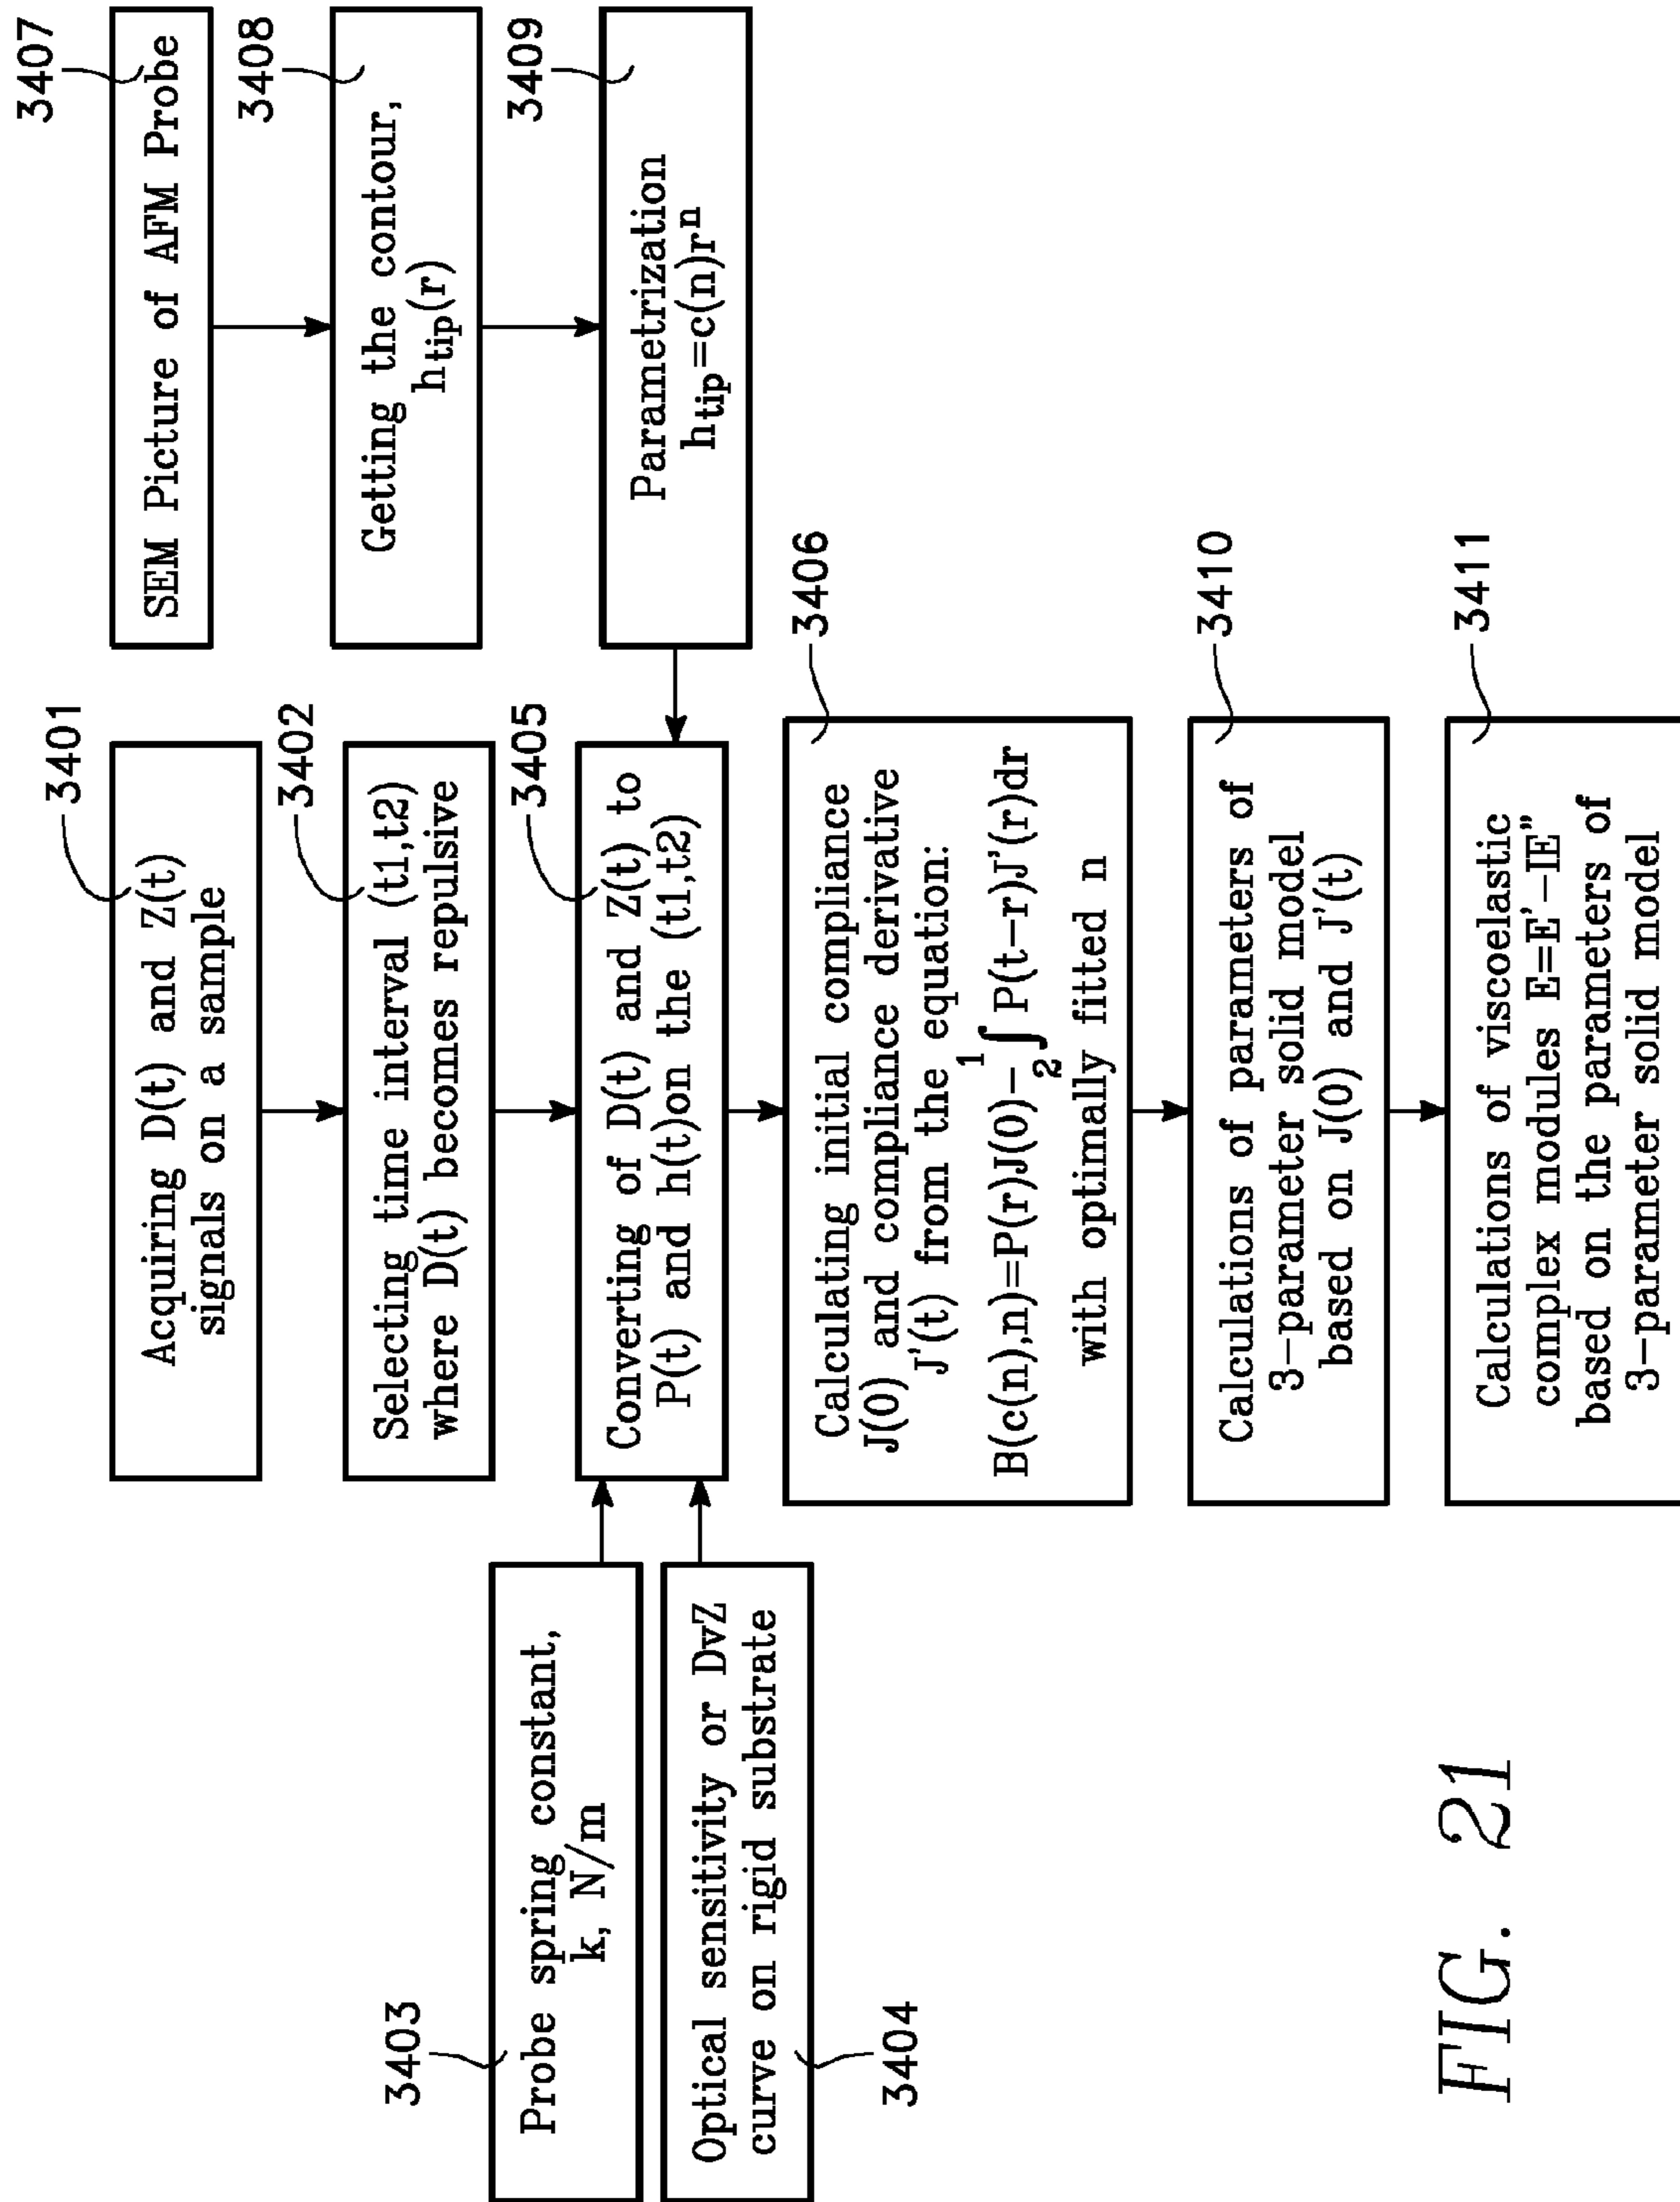 3401
Acquiring D(t) and Z(t)
signals on a sample
3402
Selecting time interval (t1,t2)
where D(t) becomes repulsive
3403
Probe spring constant,
k, N/m
3404
Optical sensitivity or DvZ
curve on rigid substrate
3405
Converting of D(t) and Z(t) to
P(t) and h(t)on the (t1,t2)
3407
SEM Picture of AFM Probe
3408
Getting the contour,
htip(r)
3409
Parametrization
htip=c(n)rⁿ
3406
Calculating initial compliance
J(0) and compliance derivative
J'(t) from the equation:
B(c(n),n)=P(r)J(0)-∫₂¹ P(t-r)J'(r)dr
with optimally fitted n
3410
Calculations of parameters of
3-parameter solid model
based on J(0) and J'(t)
3411
Calculations of viscoelastic
complex modules E=E'-IE"
based on the parameters of
3-parameter solid model
FIG. 21